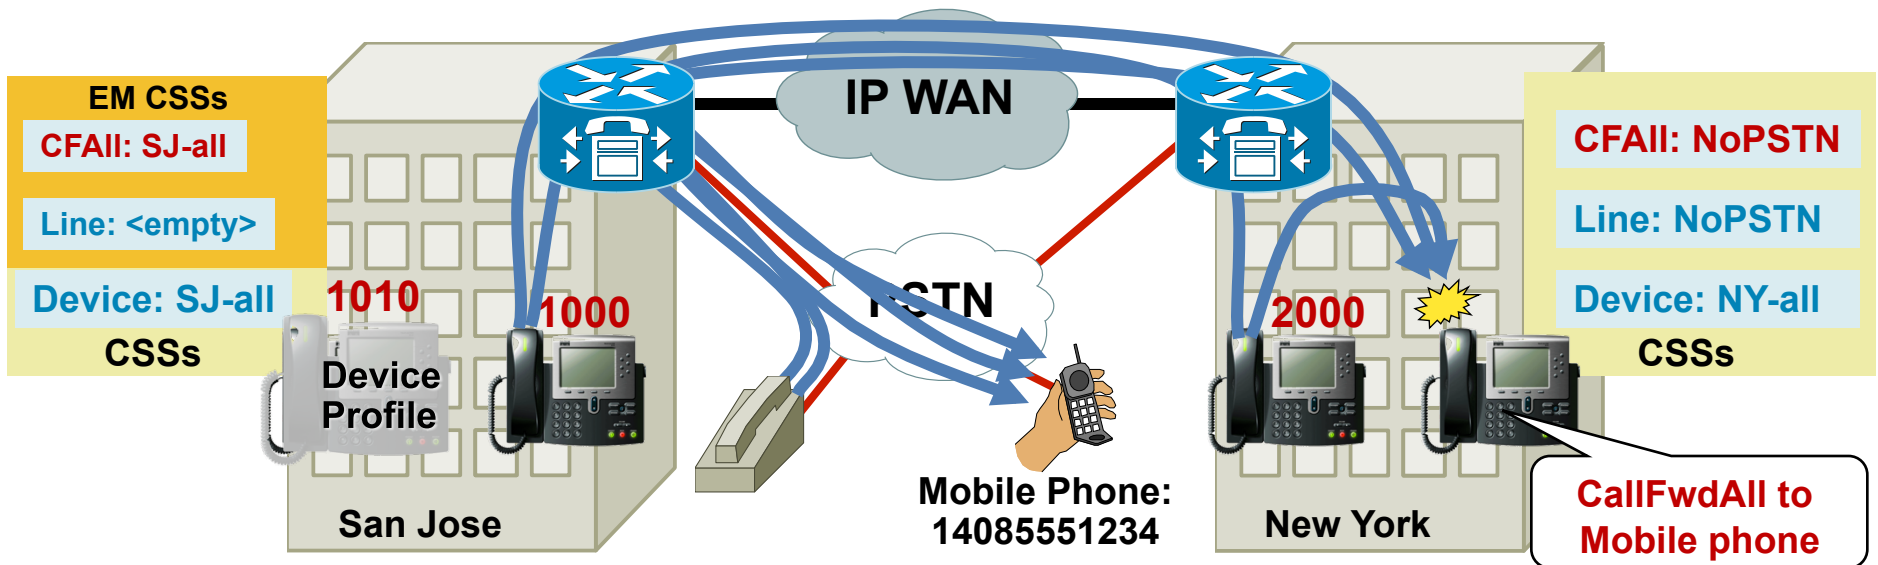 EM CSSs
CFAll: SJ-all
Line: <empty>
Device: SJ-all
CSSs
1010
Device
Profile
1000
San Jose
IP WAN
PSTN
Mobile Phone:
14085551234
2000
New York
CFAll: NoPSTN
Line: NoPSTN
Device: NY-all
CSSs
CallFwdAll to
Mobile phone